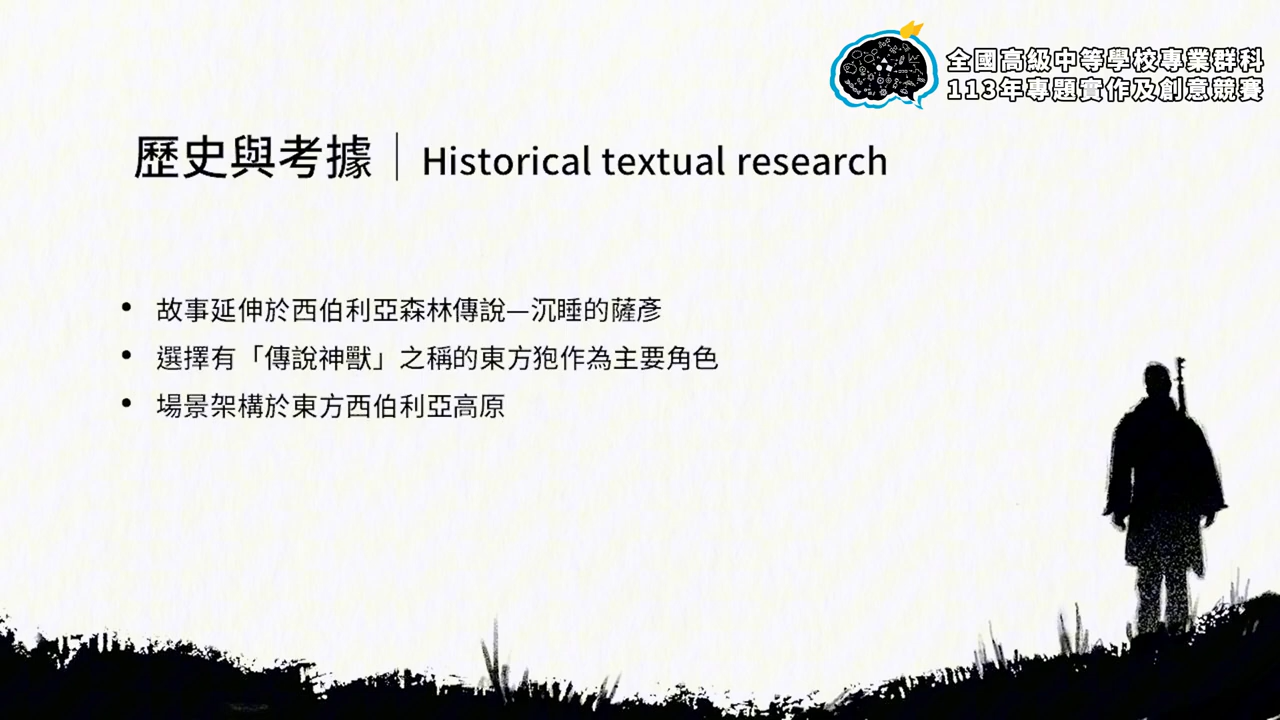 全國高級中等學校專業群科
113年專題實作及創意競賽
歷史與考據｜Historical textual research
• 故事延伸於西伯利亞森林傳說—沉睡的薩彥
• 選擇有「傳說神獸」之稱的東方狍作為主要角色
• 場景架構於東方西伯利亞高原